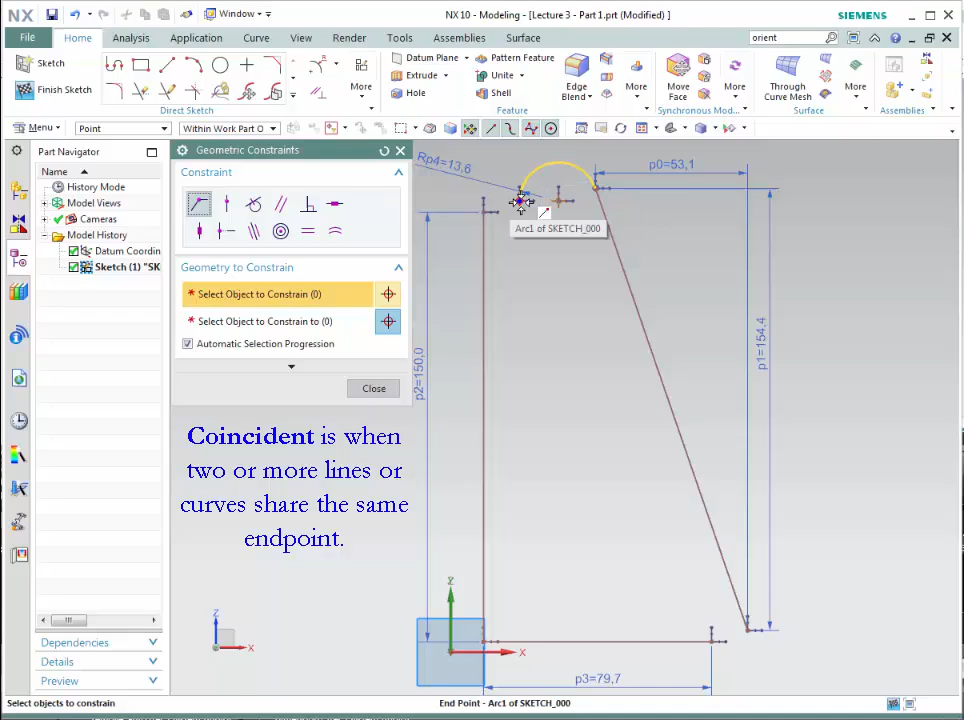 NX
Window
NX 10 - Modeling - [Lecture 3 - Part 1.prt (Modified) ]
SIEMENS
File
Home
Analysis
Application
Curve
View
Render
Tools
Assemblies
Surface
orient
Sketch
Finish Sketch
Direct Sketch
More
Datum Plane
Extrude
Hole
Pattern Feature
Unite
Shell
Edge Blend
More
Feature
Move Face
More
Synchronous Mod...
Through Curve Mesh
More
Surface
Assemblies
Menu
Point
Within Work Part O
Part Navigator
Name
History Mode
Model Views
Cameras
Model History
Datum Coordin
Sketch (1) "SK
Dependencies
Details
Preview
Geometric Constraints
Constraint
Geometry to Constrain
* Select Object to Constrain (0)
* Select Object to Constrain to (0)
Automatic Selection Progression
Close
Coincident is when
two or more lines or
curves share the same
endpoint.
Rp4=13,6
p0=53,1
Arc1 of SKETCH_000
p2=150,0
p1=154,4
p3=79,7
Z
X
Z
X
Select objects to constrain
End Point - Arc1 of SKETCH_000